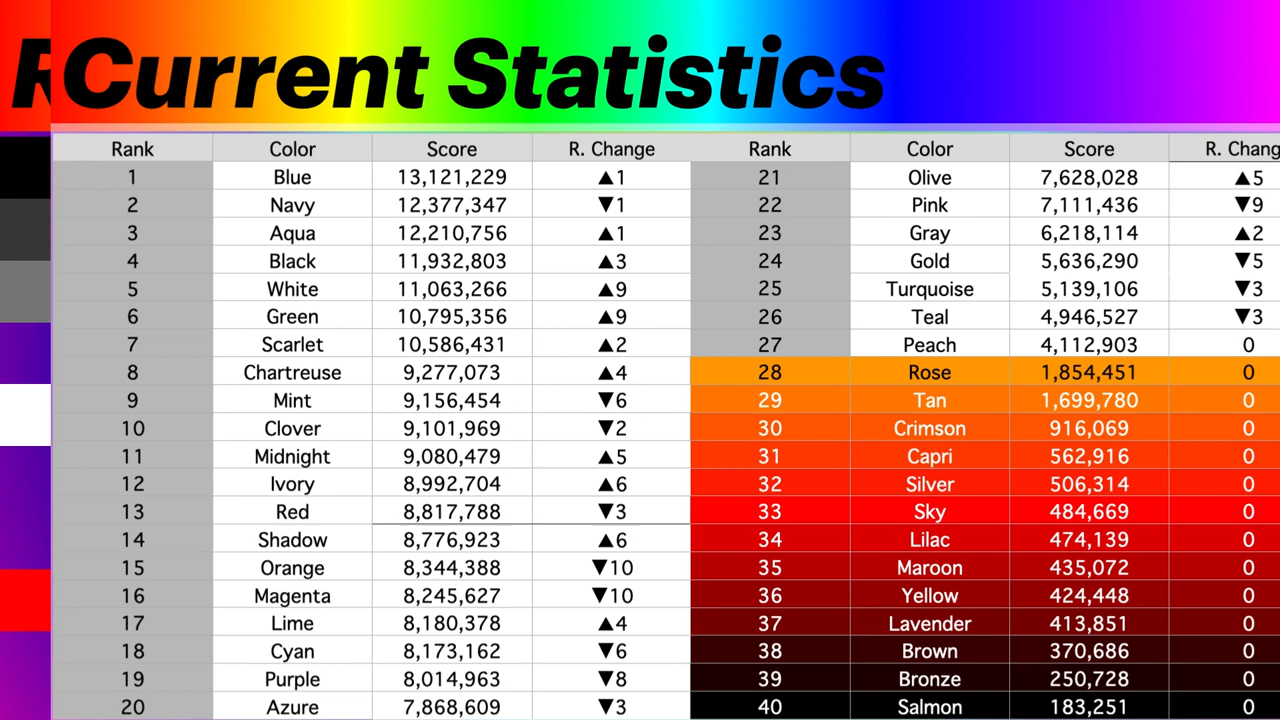 R
Current Statistics
Rank Color Score R. Change Rank Color Score R. Chang
1 Blue 13,121,229 ▲1 21 Olive 7,628,028 ▲5
2 Navy 12,377,347 ▼1 22 Pink 7,111,436 ▼9
3 Aqua 12,210,756 ▲1 23 Gray 6,218,114 ▲2
4 Black 11,932,803 ▲3 24 Gold 5,636,290 ▼5
5 White 11,063,266 ▲9 25 Turquoise 5,139,106 ▼3
6 Green 10,795,356 ▲9 26 Teal 4,946,527 ▼3
7 Scarlet 10,586,431 ▲2 27 Peach 4,112,903 0
8 Chartreuse 9,277,073 ▲4 28 Rose 1,854,451 0
9 Mint 9,156,454 ▼6 29 Tan 1,699,780 0
10 Clover 9,101,969 ▼2 30 Crimson 916,069 0
11 Midnight 9,080,479 ▲5 31 Capri 562,916 0
12 Ivory 8,992,704 ▲6 32 Silver 506,314 0
13 Red 8,817,788 ▼3 33 Sky 484,669 0
14 Shadow 8,776,923 ▲6 34 Lilac 474,139 0
15 Orange 8,344,388 ▼10 35 Maroon 435,072 0
16 Magenta 8,245,627 ▼10 36 Yellow 424,448 0
17 Lime 8,180,378 ▲4 37 Lavender 413,851 0
18 Cyan 8,173,162 ▼6 38 Brown 370,686 0
19 Purple 8,014,963 ▼8 39 Bronze 250,728 0
20 Azure 7,868,609 ▼3 40 Salmon 183,251 0